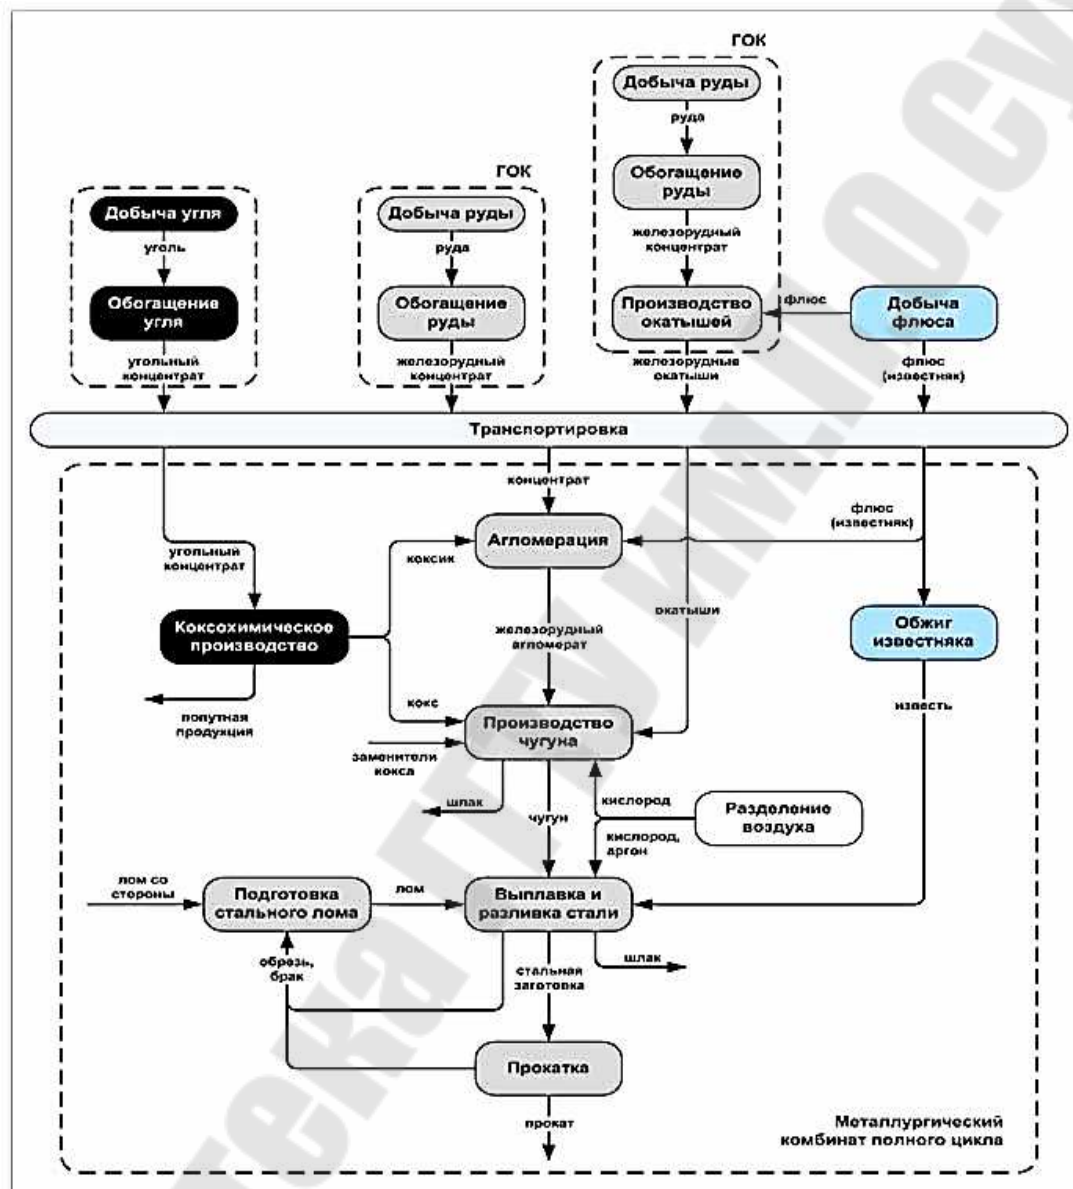 ГОК
Добыча руды
руда
Обогащение
руды
железорудный
концентрат
Производство
окатышей
железорудные
окатыши
ГОК
Добыча руды
руда
Обогащение
руды
железорудный
концентрат
Добыча угля
уголь
Обогащение
угля
угольный
концентрат
флюс
Добыча
флюса
флюс
(известняк)
Транспортировка
концентрат
Агломерация
флюс
(известняк)
угольный
концентрат
коксик
Коксохимическое
производство
железорудный
агломерат
окатыши
Обжиг
известняка
попутная
продукция
кокс
Производство
чугуна
известь
заменители
кокса
шлак
чугун
кислород
Разделение
воздуха
кислород,
аргон
лом со
стороны
Подготовка
стального лома
лом
Выплавка и
разливка стали
обрезь,
брак
стальная
заготовка
шлак
Прокатка
прокат
Металлургический
комбинат полного цикла
тека ГГТУ им.П.О.Су